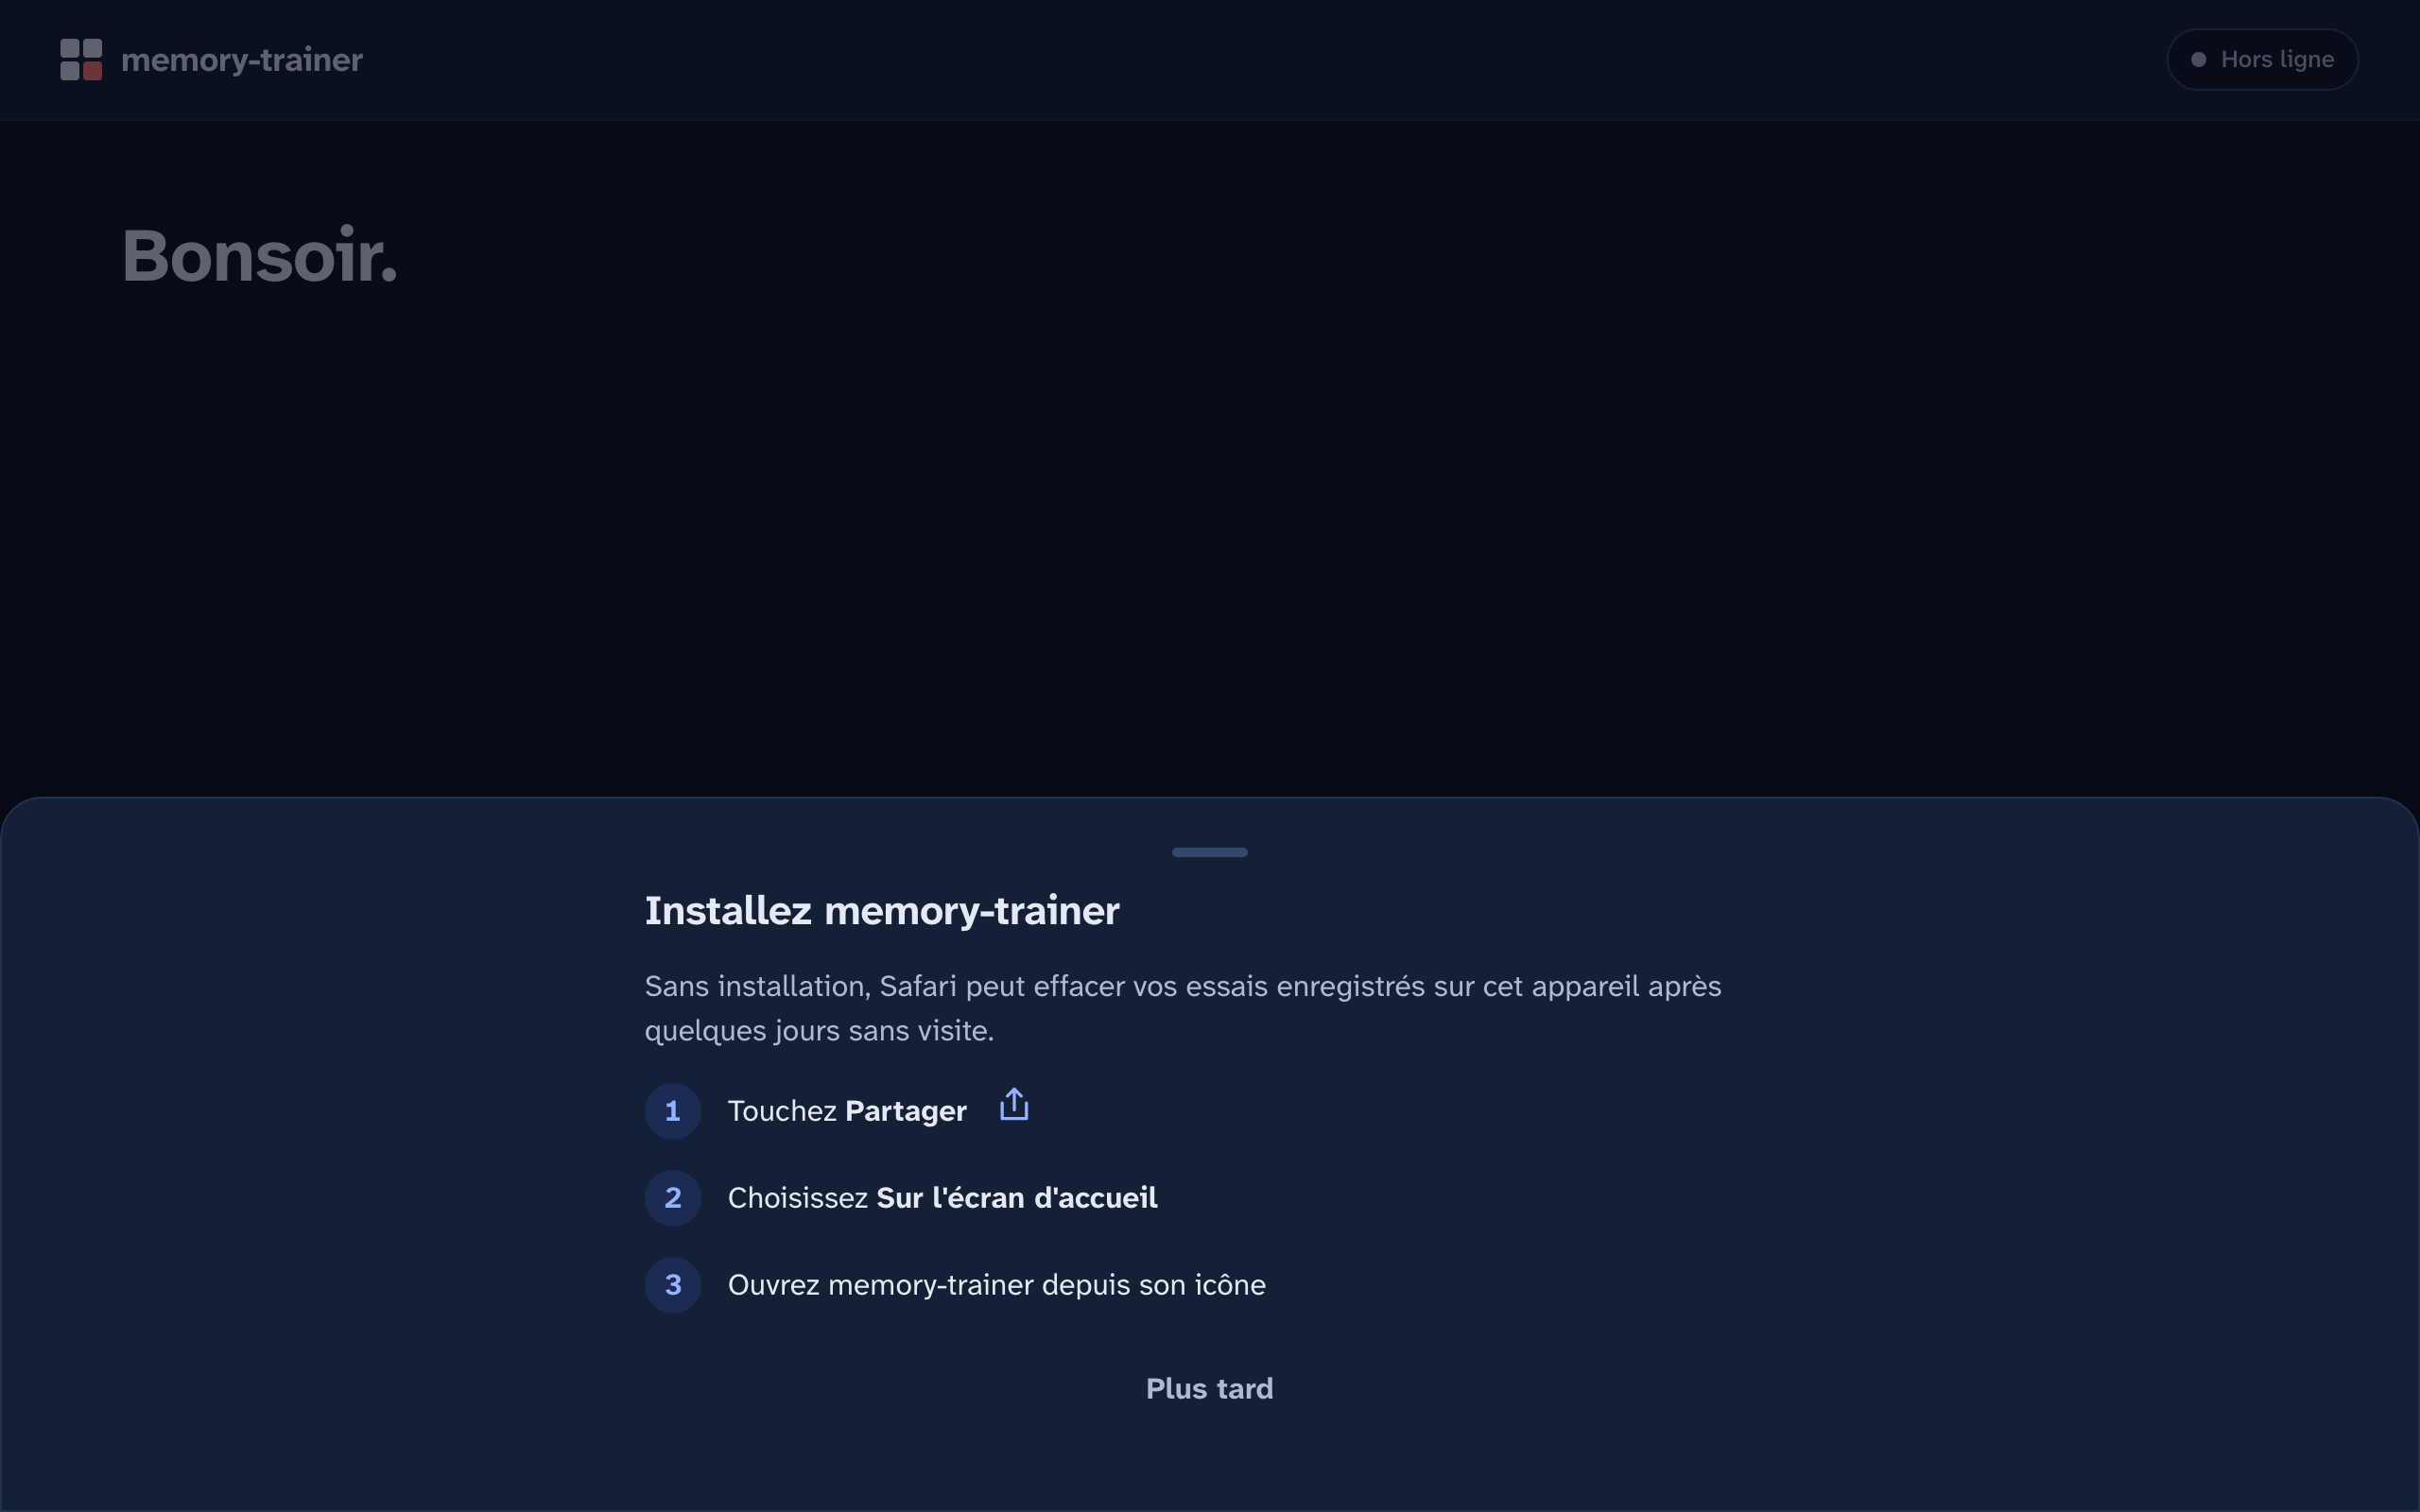 memory-trainer
Hors ligne
Bonsoir.
Installez memory-trainer
Sans installation, Safari peut effacer vos essais enregistrés sur cet appareil après
quelques jours sans visite.
1 Touchez Partager
2 Choisissez Sur l'écran d'accueil
3 Ouvrez memory-trainer depuis son icône
Plus tard